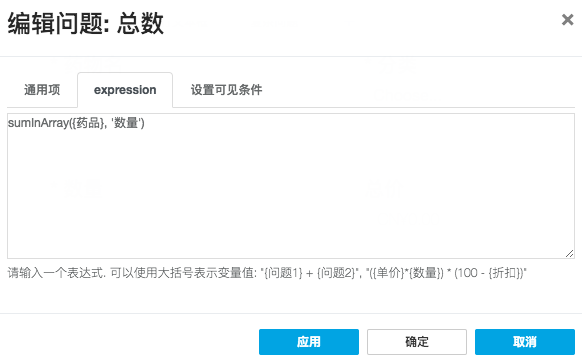 编辑问题: 总数
×
通用项 expression 设置可见条件
sumInArray({药品}, '数量')
请输入一个表达式. 可以使用大括号表示变量值: "{问题1} + {问题2}", "({单价}*{数量}) * (100 - {折扣})"
应用 确定 取消